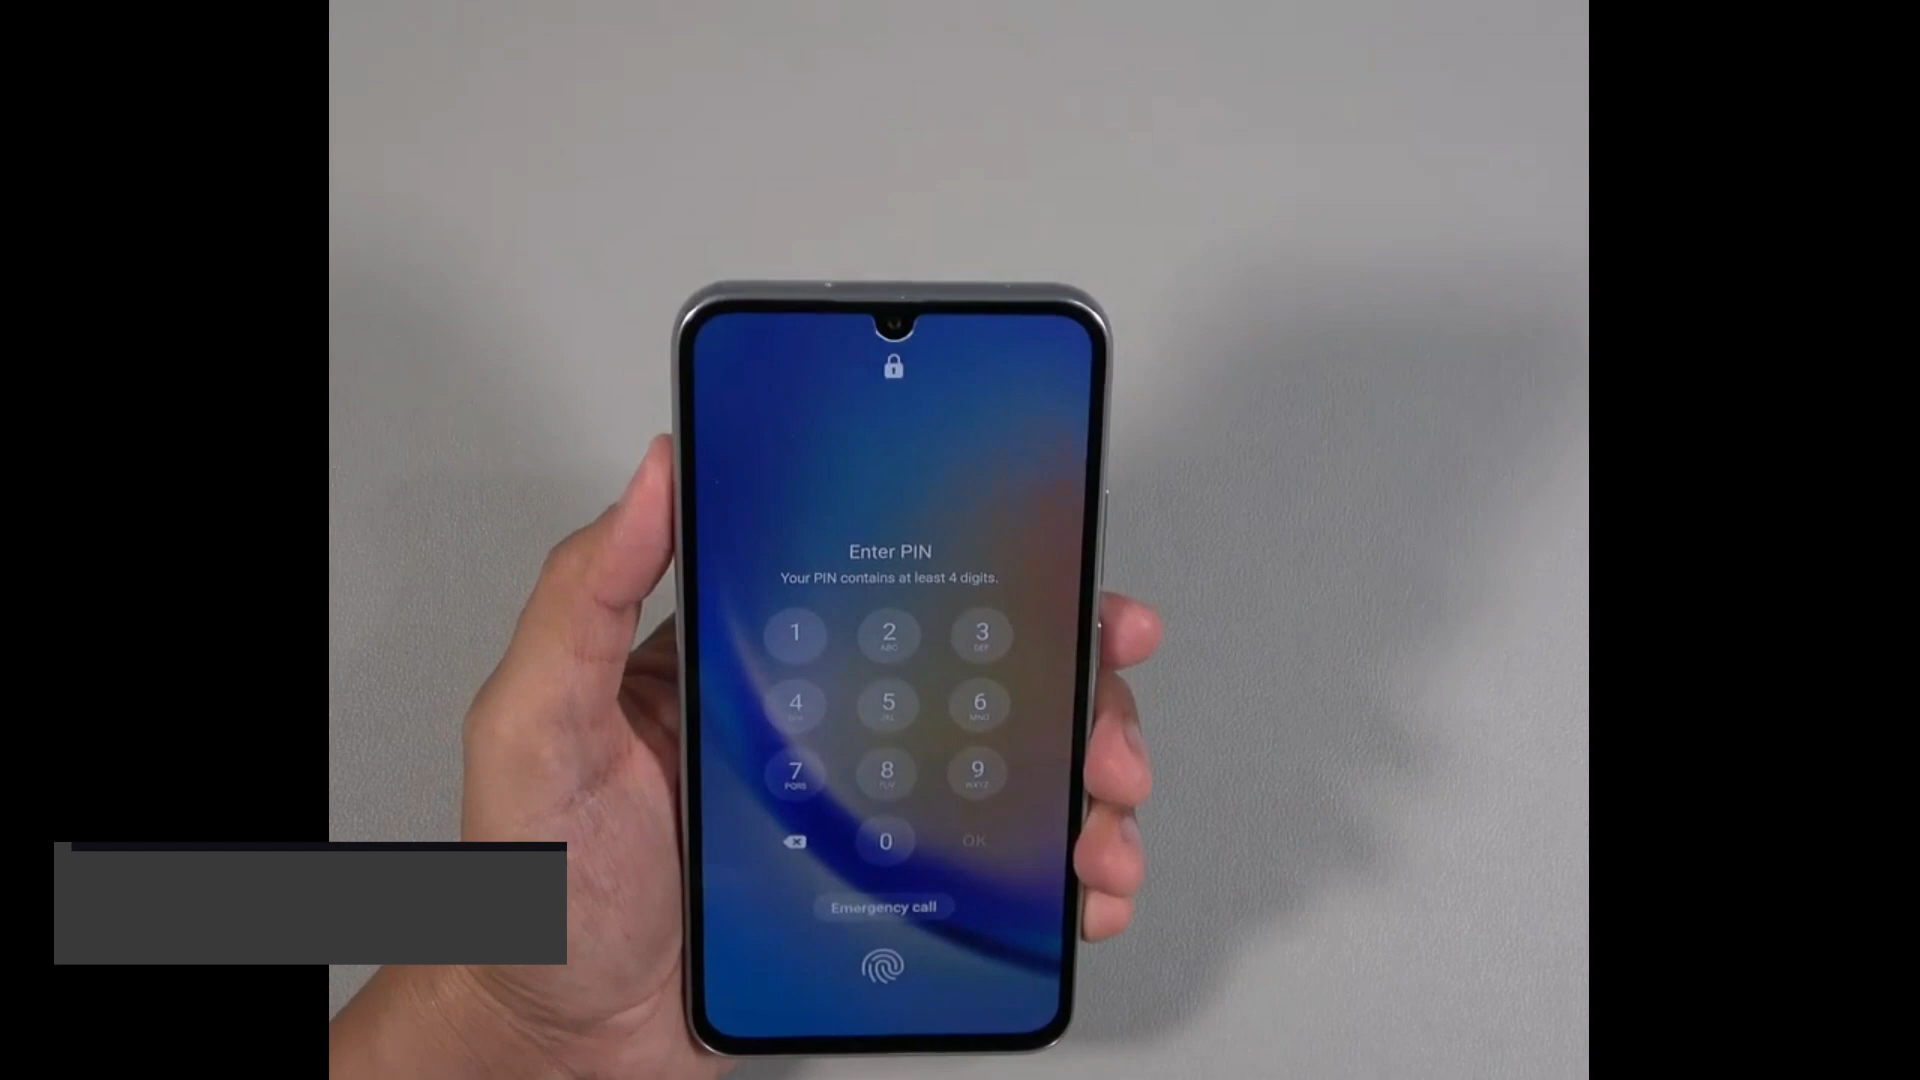 Enter PIN
Your PIN contains at least 4 digits.
1 2 3
ABC DEF
4 5 6
GHI JKL MNO
7 8 9
PQRS TUV WXYZ
0 OK
Emergency call